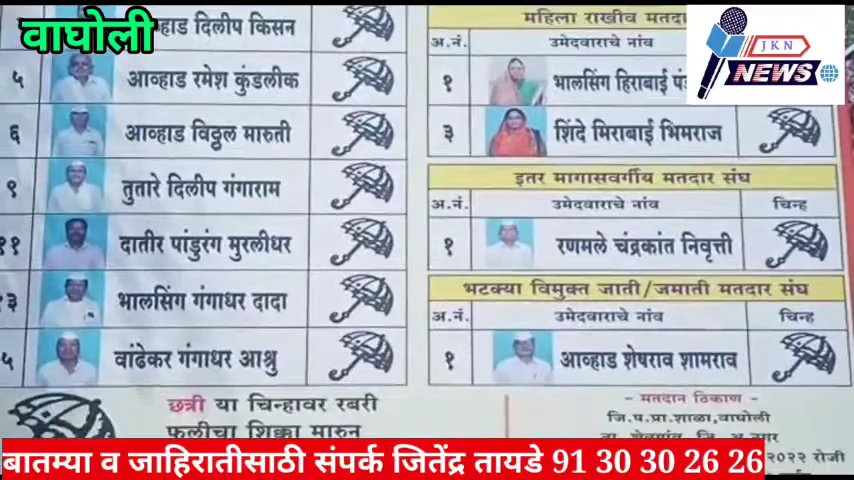 वाघोली
व्हाड दिलीप किसन
५ आव्हाड रमेश कुंडलीक
६ आव्हाड विठ्ठल मारुती
९ तुतारे दिलीप गंगाराम
११ दातीर पांडुरंग मुरलीधर
१३ भालसिंग गंगाधर दादा
५ वांढेकर गंगाधर आश्रु
छत्री या चिन्हावर रबरी
फुलीचा शिक्का मारुन
महिला राखीव मतदा
अ.नं. उमेदवाराचे नांव
१ भालसिंग हिराबाई
३ शिंदे मिराबाई भिमराज
इतर मागासवर्गीय मतदार संघ
अ.नं. उमेदवाराचे नांव चिन्ह
१ रणमले चंद्रकांत निवृत्ती
भटक्या विमुक्त जाती/जमाती मतदार संघ
अ.नं. उमेदवाराचे नांव चिन्ह
१ आव्हाड शेषराव शामराव
- मतदान ठिकाण -
जि.प.प्रा.शाळा,वाघोली
२०२२ रोजी
JKN
NEWS
बातम्या व जाहिरातीसाठी संपर्क जितेंद्र तायडे 91 30 30 26 26